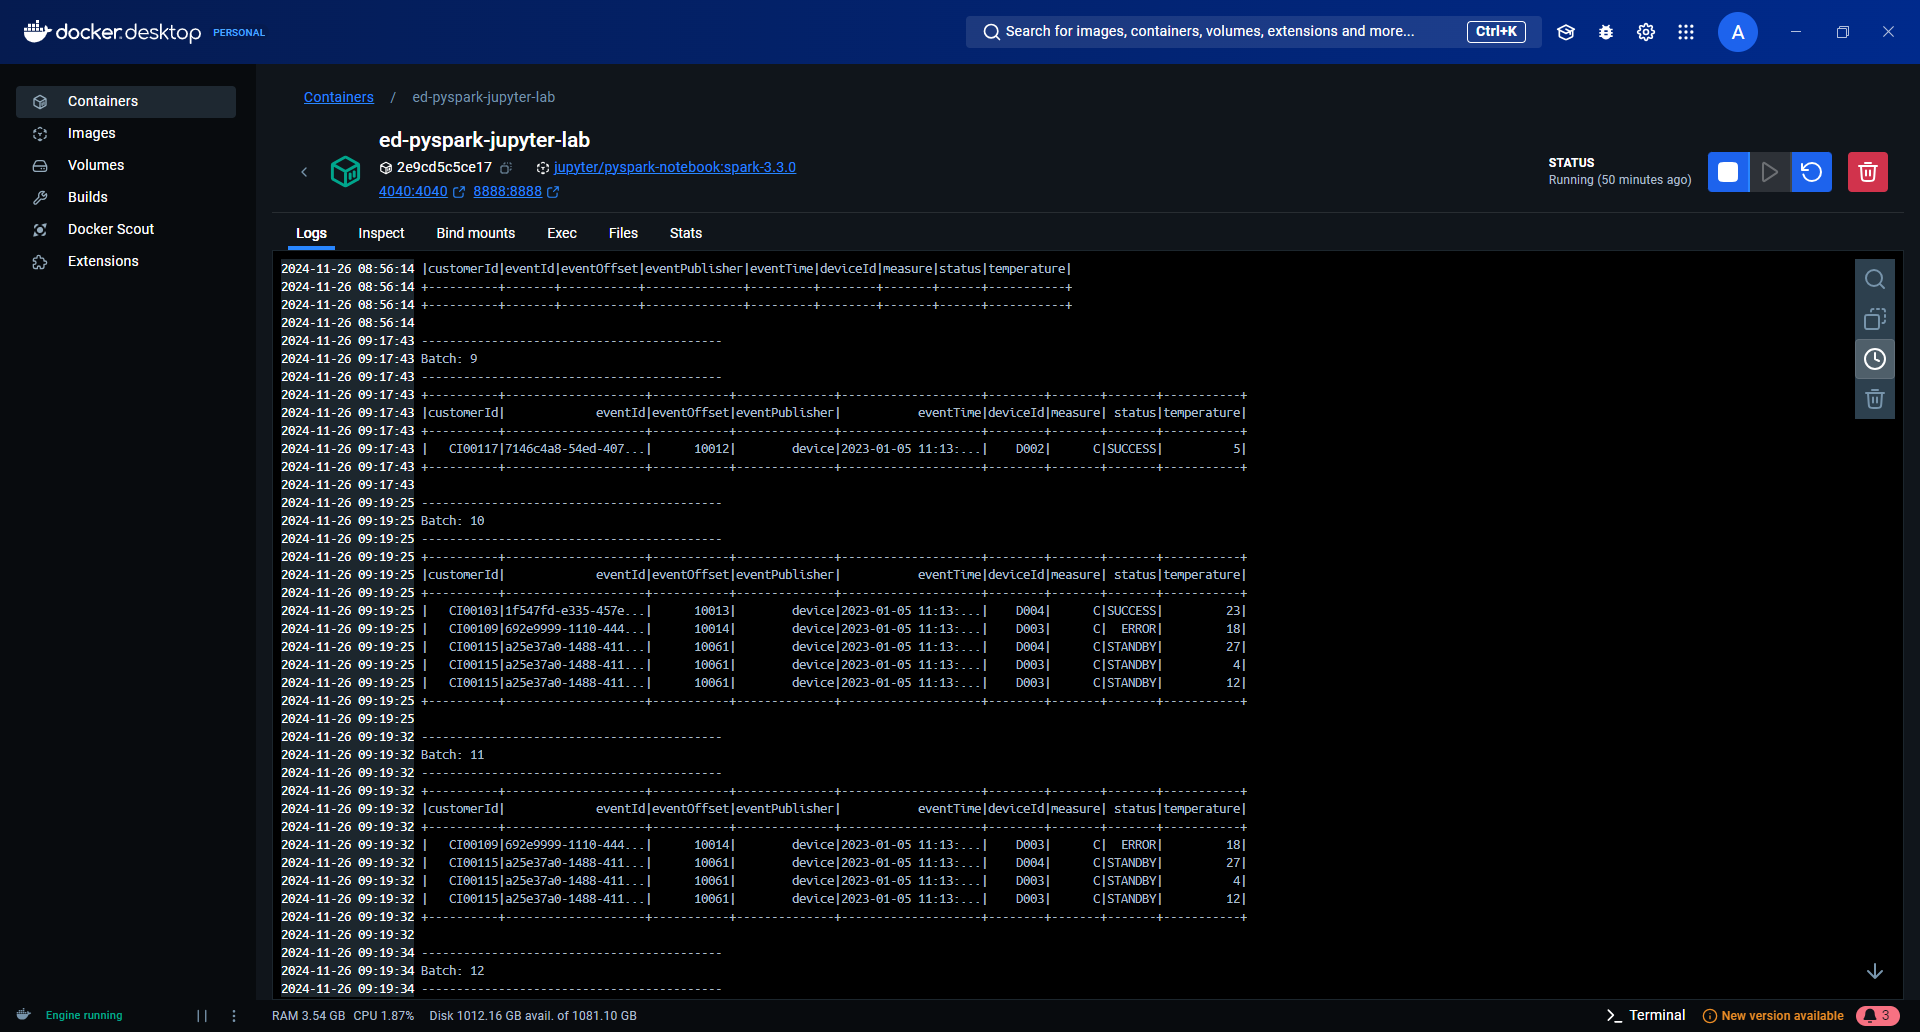 docker desktop PERSONAL
Search for images, containers, volumes, extensions and more... Ctrl+K
A
Containers
Images
Volumes
Builds
Docker Scout
Extensions
Containers / ed-pyspark-jupyter-lab
ed-pyspark-jupyter-lab
2e9cd5c5ce17 jupyter/pyspark-notebook:spark-3.3.0
4040:4040 8888:8888
STATUS
Running (50 minutes ago)
Logs Inspect Bind mounts Exec Files Stats
2024-11-26 08:56:14 |customerId|eventId|eventOffset|eventPublisher|eventTime|deviceId|measure|status|temperature|
2024-11-26 08:56:14 +----------+-------+-----------+--------------+---------+--------+-------+------+-----------+
2024-11-26 08:56:14 +----------+-------+-----------+--------------+---------+--------+-------+------+-----------+
2024-11-26 08:56:14
2024-11-26 09:17:43 -------------------------------------------
2024-11-26 09:17:43 Batch: 9
2024-11-26 09:17:43 -------------------------------------------
2024-11-26 09:17:43 +----------+--------------------+-----------+--------------+--------------------+--------+-------+-------+-----------+
2024-11-26 09:17:43 |customerId|             eventId|eventOffset|eventPublisher|           eventTime|deviceId|measure| status|temperature|
2024-11-26 09:17:43 +----------+--------------------+-----------+--------------+--------------------+--------+-------+-------+-----------+
2024-11-26 09:17:43 |   CI00117|7146c4a8-54ed-407...|      10012|        device|2023-01-05 11:13:...|    D002|      C|SUCCESS|          5|
2024-11-26 09:17:43 +----------+--------------------+-----------+--------------+--------------------+--------+-------+-------+-----------+
2024-11-26 09:17:43
2024-11-26 09:19:25 -------------------------------------------
2024-11-26 09:19:25 Batch: 10
2024-11-26 09:19:25 -------------------------------------------
2024-11-26 09:19:25 +----------+--------------------+-----------+--------------+--------------------+--------+-------+-------+-----------+
2024-11-26 09:19:25 |customerId|             eventId|eventOffset|eventPublisher|           eventTime|deviceId|measure| status|temperature|
2024-11-26 09:19:25 +----------+--------------------+-----------+--------------+--------------------+--------+-------+-------+-----------+
2024-11-26 09:19:25 |   CI00103|1f547fd-e335-457e...|      10013|        device|2023-01-05 11:13:...|    D004|      C|SUCCESS|         23|
2024-11-26 09:19:25 |   CI00109|692e9999-1110-444...|      10014|        device|2023-01-05 11:13:...|    D003|      C|  ERROR|         18|
2024-11-26 09:19:25 |   CI00115|a25e37a0-1488-411...|      10061|        device|2023-01-05 11:13:...|    D004|      C|STANDBY|         27|
2024-11-26 09:19:25 |   CI00115|a25e37a0-1488-411...|      10061|        device|2023-01-05 11:13:...|    D003|      C|STANDBY|          4|
2024-11-26 09:19:25 |   CI00115|a25e37a0-1488-411...|      10061|        device|2023-01-05 11:13:...|    D003|      C|STANDBY|         12|
2024-11-26 09:19:25 +----------+--------------------+-----------+--------------+--------------------+--------+-------+-------+-----------+
2024-11-26 09:19:25
2024-11-26 09:19:32 -------------------------------------------
2024-11-26 09:19:32 Batch: 11
2024-11-26 09:19:32 -------------------------------------------
2024-11-26 09:19:32 +----------+--------------------+-----------+--------------+--------------------+--------+-------+-------+-----------+
2024-11-26 09:19:32 |customerId|             eventId|eventOffset|eventPublisher|           eventTime|deviceId|measure| status|temperature|
2024-11-26 09:19:32 +----------+--------------------+-----------+--------------+--------------------+--------+-------+-------+-----------+
2024-11-26 09:19:32 |   CI00109|692e9999-1110-444...|      10014|        device|2023-01-05 11:13:...|    D003|      C|  ERROR|         18|
2024-11-26 09:19:32 |   CI00115|a25e37a0-1488-411...|      10061|        device|2023-01-05 11:13:...|    D004|      C|STANDBY|         27|
2024-11-26 09:19:32 |   CI00115|a25e37a0-1488-411...|      10061|        device|2023-01-05 11:13:...|    D003|      C|STANDBY|          4|
2024-11-26 09:19:32 |   CI00115|a25e37a0-1488-411...|      10061|        device|2023-01-05 11:13:...|    D003|      C|STANDBY|         12|
2024-11-26 09:19:32 +----------+--------------------+-----------+--------------+--------------------+--------+-------+-------+-----------+
2024-11-26 09:19:32
2024-11-26 09:19:34 -------------------------------------------
2024-11-26 09:19:34 Batch: 12
2024-11-26 09:19:34 -------------------------------------------
Engine running RAM 3.54 GB CPU 1.87% Disk 1012.16 GB avail. of 1081.10 GB Terminal New version available 3